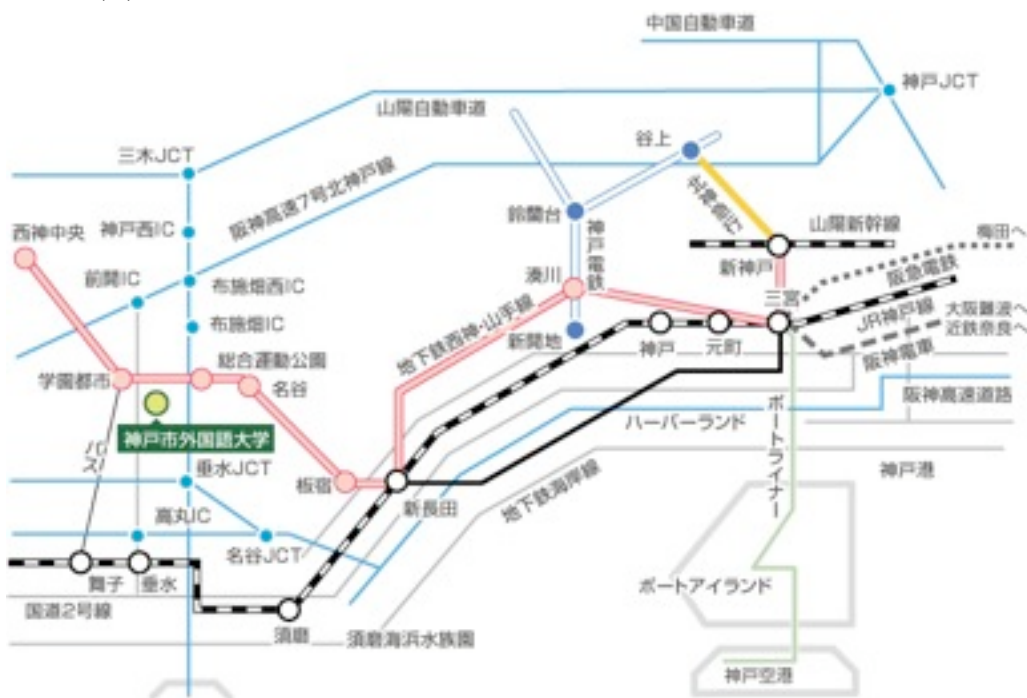 中国自動車道
神戸JCT
山陽自動車道
谷上
三木JCT
阪神高速7号北神戸線
北神急行
鈴蘭台
神戸電鉄
山陽新幹線
西神中央
神戸西IC
新神戸
梅田へ
前開IC
布施畑西IC
湊川
三宮
阪急電鉄
布施畑IC
地下鉄西神・山手線
新開地
神戸
元町
JR神戸線
大阪難波へ
近鉄奈良へ
阪神電車
学園都市
総合運動公園
名谷
ハーバーランド
阪神高速道路
神戸市外国語大学
バス
垂水JCT
板宿
新長田
地下鉄海岸線
ポートライナー
神戸港
高丸IC
名谷JCT
舞子
垂水
国道2号線
須磨
須磨海浜水族園
ポートアイランド
神戸空港